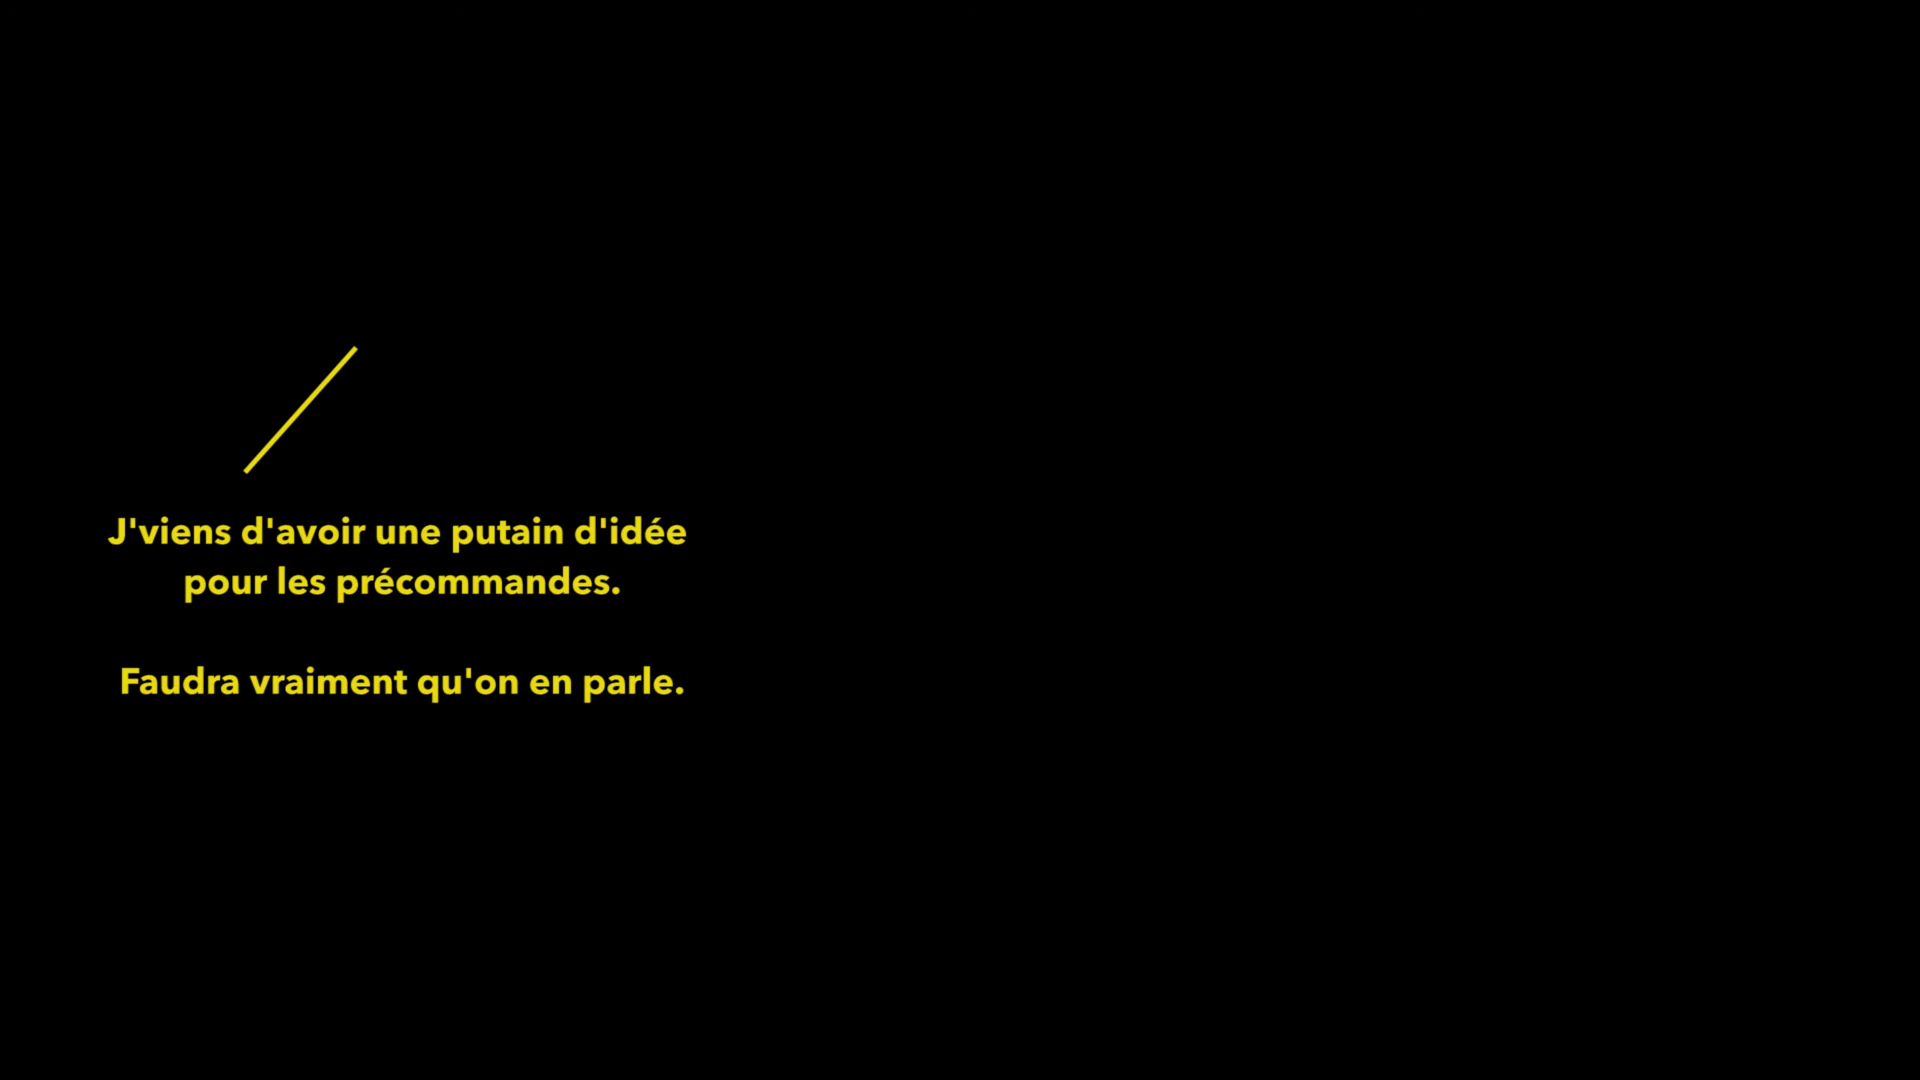 J'viens d'avoir une putain d'idée
pour les précommandes.
Faudra vraiment qu'on en parle.